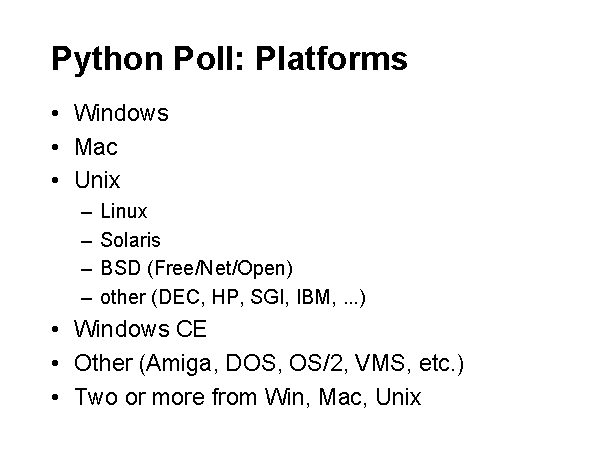 Python Poll: Platforms
• Windows
• Mac
• Unix
– Linux
– Solaris
– BSD (Free/Net/Open)
– other (DEC, HP, SGI, IBM, ...)
• Windows CE
• Other (Amiga, DOS, OS/2, VMS, etc.)
• Two or more from Win, Mac, Unix